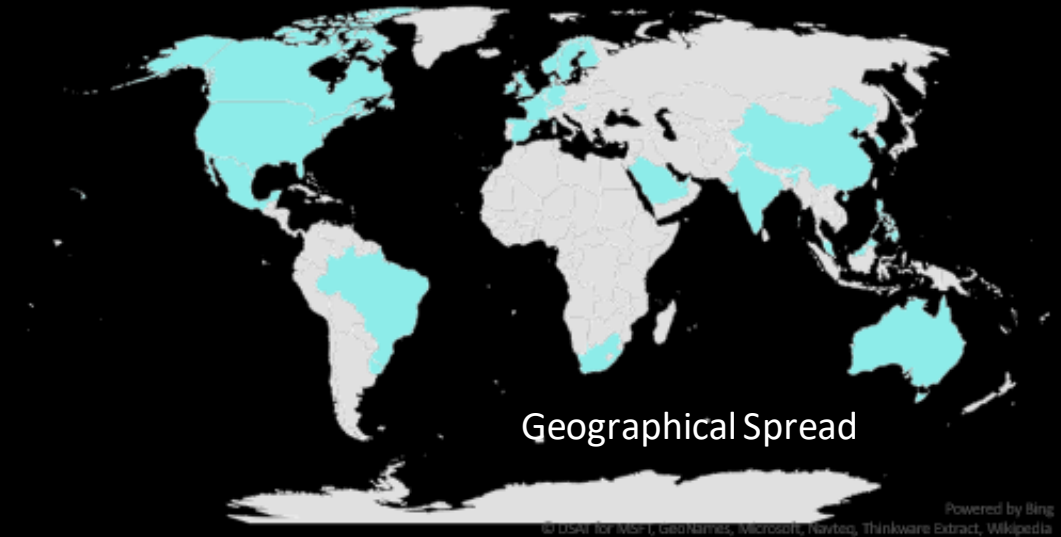 Geographical Spread
Powered by Bing
© DSAT for MSFT, GeoNames, Microsoft, Navteq, Thinkware Extract, Wikipedia